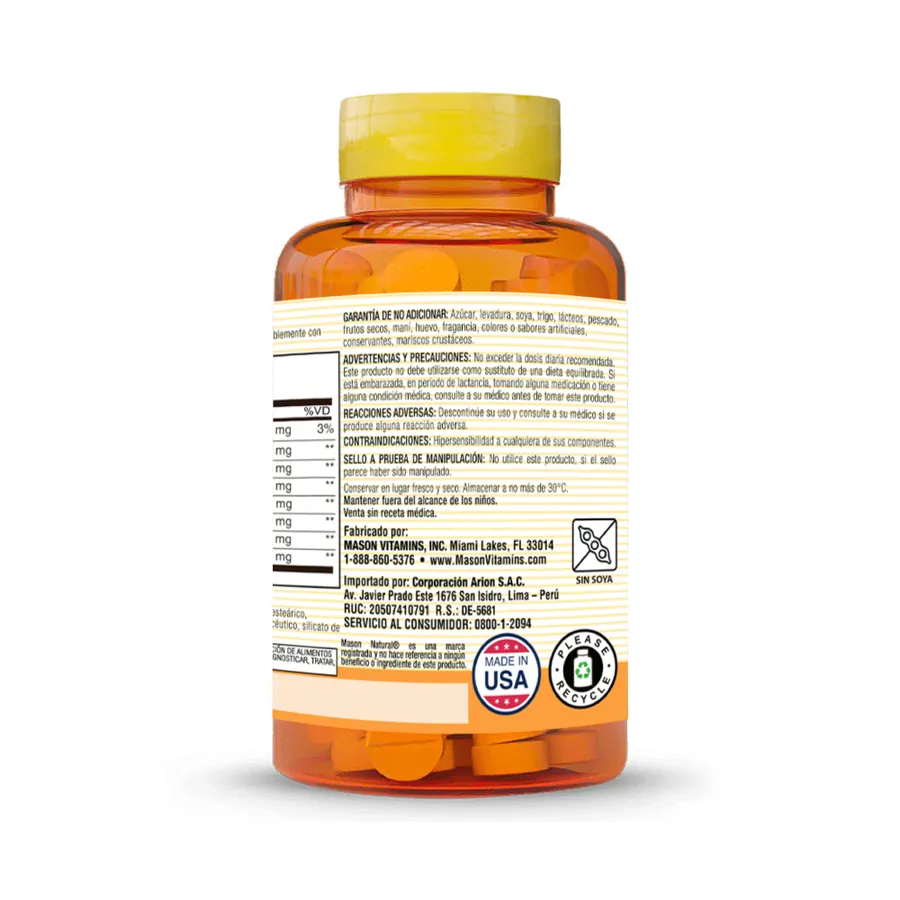 GARANTÍA DE NO ADICIONAR: Azúcar, levadura, soya, trigo, lácteos, pescado,
frutos secos, maní, huevo, fragancia, colores o sabores artificiales,
conservantes, mariscos crustáceos.
ADVERTENCIAS Y PRECAUCIONES: No exceder la dosis diaria recomendada.
Este producto no debe utilizarse como sustituto de una dieta equilibrada. Si
está embarazada, en periodo de lactancia, tomando alguna medicación o tiene
alguna condición médica, consulte a su médico antes de tomar este producto.
REACCIONES ADVERSAS: Descontinúe su uso y consulte a su médico si se
produce alguna reacción adversa.
CONTRAINDICACIONES: Hipersensibilidad a cualquiera de sus componentes.
SELLO A PRUEBA DE MANIPULACIÓN: No utilice este producto, si el sello
parece haber sido manipulado.
Conservar en lugar fresco y seco. Almacenar a no más de 30°C.
Mantener fuera del alcance de los niños.
Venta sin receta médica.
Fabricado por:
MASON VITAMINS, INC. Miami Lakes, FL 33014
1-888-860-5376 • www.MasonVitamins.com
Importado por: Corporación Arion S.A.C.
Av. Javier Prado Este 1676 San Isidro, Lima – Perú
RUC: 20507410791 R.S.: DE-5681
SERVICIO AL CONSUMIDOR: 0800-1-2094
Mason Natural® es una marca
registrada y no hace referencia a ningún
beneficio o ingrediente de este producto.
SIN SOYA
MADE IN
USA
PLEASE
RECYCLE
con
%VD
mg 3%
mg **
mg **
mg **
mg **
mg **
mg **
mg **
silicato de
DE ALIMENTOS
TRATAR,